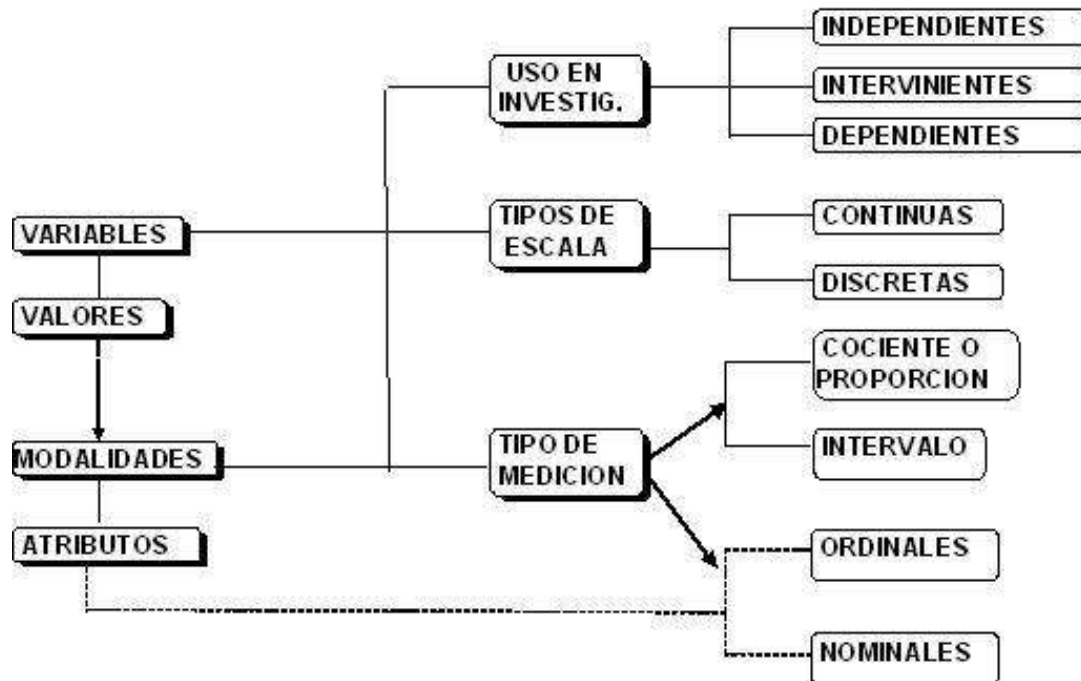 VARIABLES
VALORES
MODALIDADES
ATRIBUTOS
USO EN
INVESTIG.
TIPOS DE
ESCALA
TIPO DE
MEDICION
INDEPENDIENTES
INTERVINIENTES
DEPENDIENTES
CONTINUAS
DISCRETAS
COCIENTE O
PROPORCION
INTERVALO
ORDINALES
NOMINALES